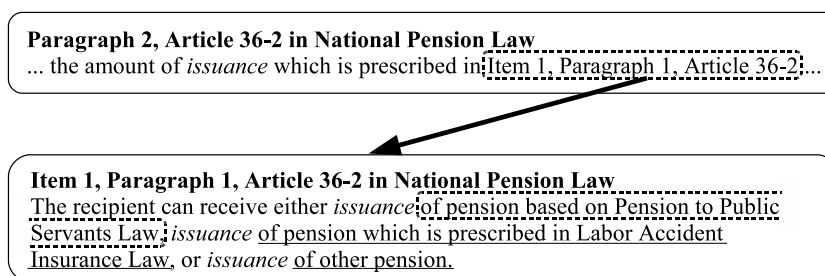 Paragraph 2, Article 36-2 in National Pension Law
... the amount of issuance which is prescribed in Item 1, Paragraph 1, Article 36-2 ...
Item 1, Paragraph 1, Article 36-2 in National Pension Law
The recipient can receive either issuance of pension based on Pension to Public
Servants Law, issuance of pension which is prescribed in Labor Accident
Insurance Law, or issuance of other pension.